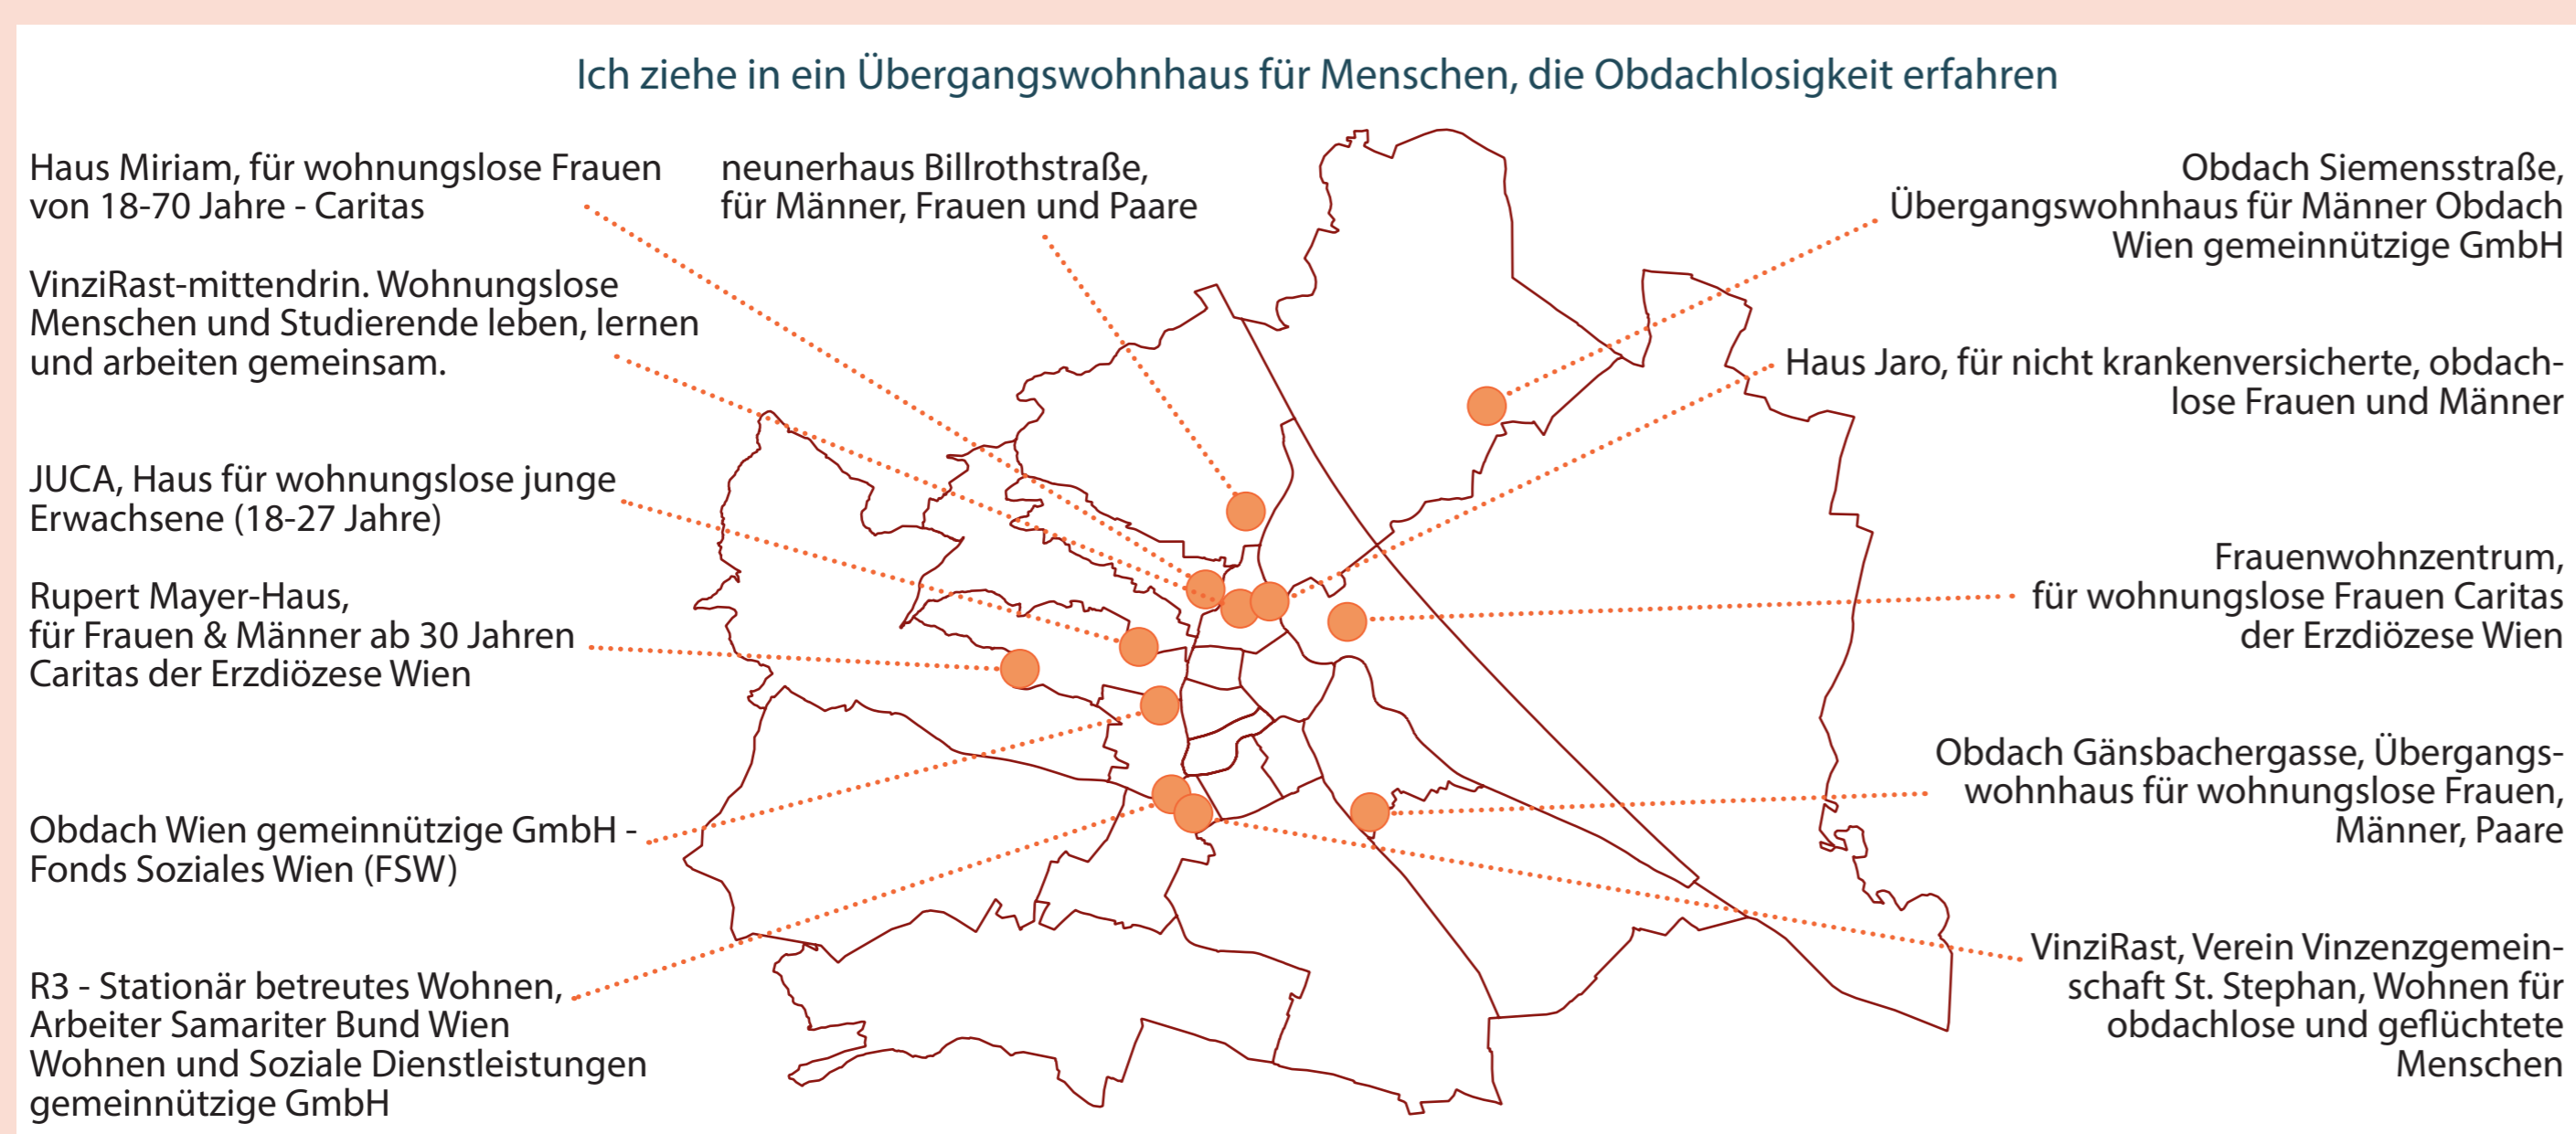 Ich ziehe in ein Übergangswohnhaus für Menschen, die Obdachlosigkeit erfahren
Haus Miriam, für wohnungslose Frauen
von 18-70 Jahre - Caritas
neunerhaus Billrothstraße,
für Männer, Frauen und Paare
VinziRast-mittendrin. Wohnungslose
Menschen und Studierende leben, lernen
und arbeiten gemeinsam.
JUCA, Haus für wohnungslose junge
Erwachsene (18-27 Jahre)
Rupert Mayer-Haus,
für Frauen & Männer ab 30 Jahren
Caritas der Erzdiözese Wien
Obdach Wien gemeinnützige GmbH -
Fonds Soziales Wien (FSW)
R3 - Stationär betreutes Wohnen,
Arbeiter Samariter Bund Wien
Wohnen und Soziale Dienstleistungen
gemeinnützige GmbH
Obdach Siemensstraße,
Übergangswohnhaus für Männer Obdach
Wien gemeinnützige GmbH
Haus Jaro, für nicht krankenversicherte, obdach-
lose Frauen und Männer
Frauenwohnzentrum,
für wohnungslose Frauen Caritas
der Erzdiözese Wien
Obdach Gänsbachergasse, Übergangs-
wohnhaus für wohnungslose Frauen,
Männer, Paare
VinziRast, Verein Vinzenzgemein-
schaft St. Stephan, Wohnen für
obdachlose und geflüchtete
Menschen